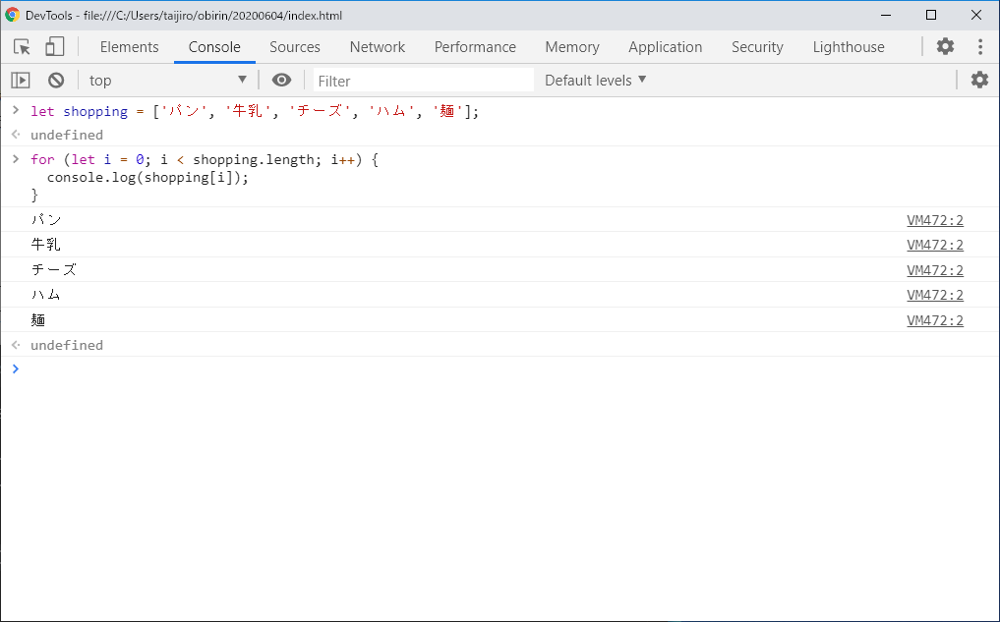 DevTools - file:///C:/Users/taijiro/obirin/20200604/index.html
Elements Console Sources Network Performance Memory Application Security Lighthouse
top Filter Default levels ▼
> let shopping = ['パン', '牛乳', 'チーズ', 'ハム', '麺'];
undefined
> for (let i = 0; i < shopping.length; i++) {
console.log(shopping[i]);
}
パン VM472:2
牛乳 VM472:2
チーズ VM472:2
ハム VM472:2
麺 VM472:2
undefined
>